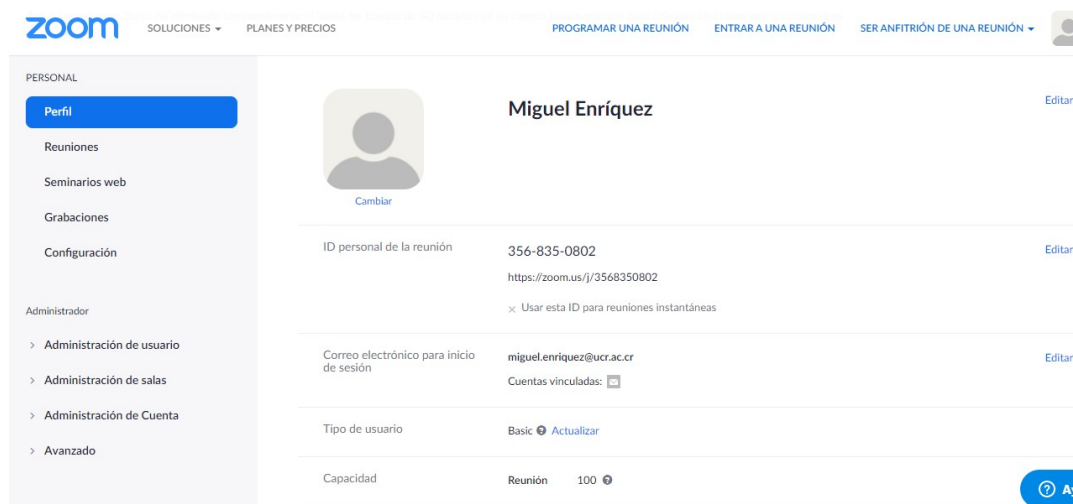 zoom SOLUCIONES PLANES Y PRECIOS PROGRAMAR UNA REUNIÓN ENTRAR A UNA REUNIÓN SER ANFITRIÓN DE UNA REUNIÓN
PERSONAL
Perfil
Reuniones
Seminarios web
Grabaciones
Configuración
Administrador
Administración de usuario
Administración de salas
Administración de Cuenta
Avanzado
Cambiar
Miguel Enríquez Editar
ID personal de la reunión 356-835-0802 Editar
https://zoom.us/j/3568350802
× Usar esta ID para reuniones instantáneas
Correo electrónico para inicio
de sesión
miguel.enriquez@ucr.ac.cr Editar
Cuentas vinculadas:
Tipo de usuario Basic Actualizar
Capacidad Reunión 100